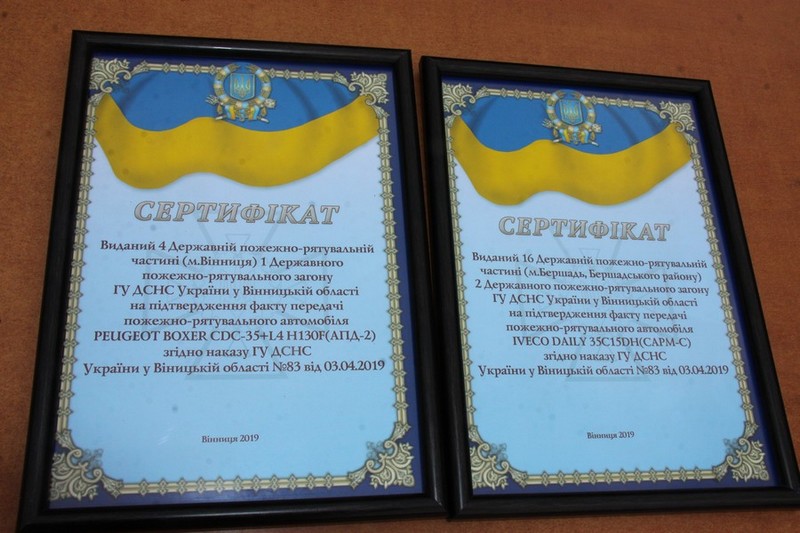 СЕРТИФІКАТ
Виданий 4 Державній пожежно-рятувальній
частині (м.Вінниця) 1 Державного
пожежно-рятувального загону
ГУ ДСНС України у Вінницькій області
на підтвердження факту передачі
пожежно-рятувального автомобіля
PEUGEOT BOXER CDC-35+L4 H130F(АПД-2)
згідно наказу ГУ ДСНС
України у Віницькій області №83 від 03.04.2019
Вінниця 2019
СЕРТИФІКАТ
Виданий 16 Державній пожежно-рятувальній
частині (м.Бершадь, Бершадського району)
2 Державного пожежно-рятувального загону
ГУ ДСНС України у Вінницькій області
на підтвердження факту передачі
пожежно-рятувального автомобіля
IVECO DAILY 35C15DH(САРМ-С)
згідно наказу ГУ ДСНС
України у Віницькій області №83 від 03.04.2019
Вінниця 2019